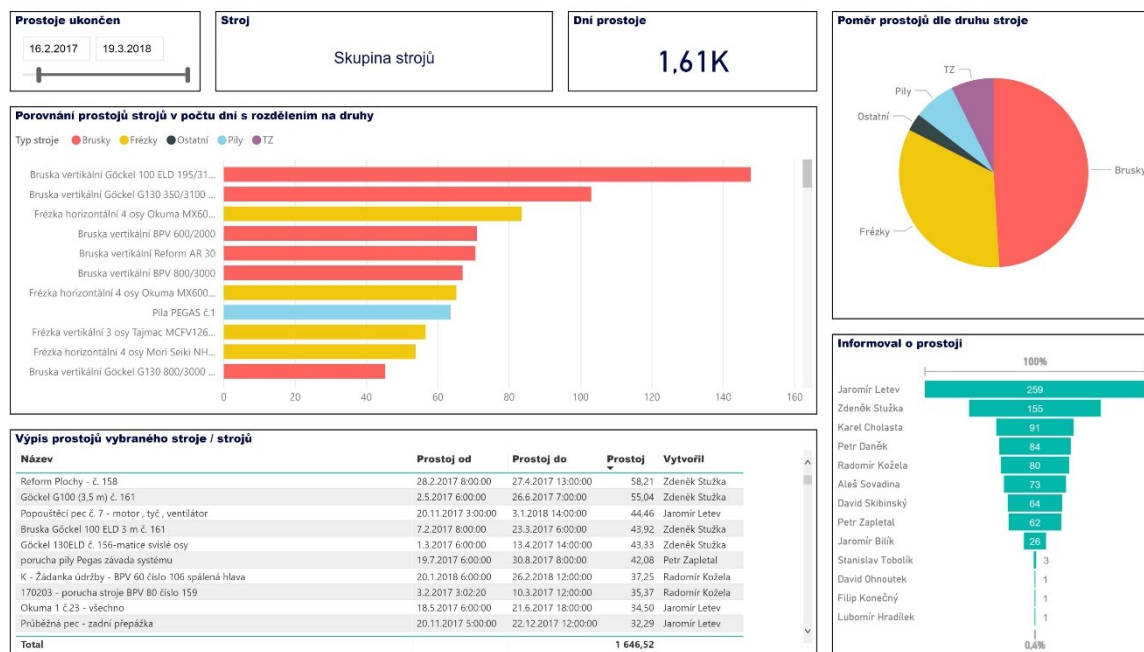 Prostoje ukončen
16.2.2017 19.3.2018
Stroj
Skupina strojů
Dní prostoje
1,61K
Poměr prostojů dle druhu stroje
TZ
Pily
Ostatní
Brusky
Frézky
Porovnání prostojů strojů v počtu dní s rozdělením na druhy
Typ stroje Brusky Frézky Ostatní Pily TZ
Bruska vertikální Göckel 100 ELD 195/31...
Bruska vertikální Göckel G130 350/3100 ...
Frézka horizontální 4 osy Okuma MX60...
Bruska vertikální BPV 600/2000
Bruska vertikální Reform AR 30
Bruska vertikální BPV 800/3000
Frézka horizontální 4 osy Okuma MX600...
Pila PEGAS č.1
Frézka vertikální 3 osy Tajmac MCFV126...
Frézka horizontální 4 osy Mori Seiki NH...
Bruska vertikální Göckel G130 800/3000 ...
0 20 40 60 80 100 120 140 160
Informoval o prostoji
100%
Jaromír Letev 259
Zdeněk Stužka 155
Karel Cholasta 91
Petr Daněk 84
Radomír Kožela 80
Aleš Sovadina 73
David Skibinský 64
Petr Zapletal 62
Jaromír Bilík 26
Stanislav Tobolík 3
David Ohnoutek 1
Filip Konečný 1
Lubomír Hradílek 1
0,4%
Výpis prostojů vybraného stroje / strojů
Název Prostoj od Prostoj do Prostoj Vytvořil
Reform Plochy - č. 158 28.2.2017 8:00:00 27.4.2017 13:00:00 58,21 Zdeněk Stužka
Göckel G100 (3,5 m) č. 161 2.5.2017 6:00:00 26.6.2017 7:00:00 55,04 Zdeněk Stužka
Popouštěcí pec č. 7 - motor , tyč , ventilátor 20.11.2017 3:00:00 3.1.2018 14:00:00 44,46 Jaromír Letev
Bruska Göckel 100 ELD 3 m č. 161 7.2.2017 8:00:00 23.3.2017 6:00:00 43,92 Zdeněk Stužka
Göckel 130ELD č. 156-matice svislé osy 1.3.2017 6:00:00 13.4.2017 14:00:00 43,33 Zdeněk Stužka
porucha pily Pegas závada systému 19.7.2017 6:00:00 30.8.2017 8:00:00 42,08 Petr Zapletal
K - Žádanka údržby - BPV 60 číslo 106 spálená hlava 20.1.2018 6:00:00 26.2.2018 12:00:00 37,25 Radomír Kožela
170203 - porucha stroje BPV 80 číslo 159 3.2.2017 3:02:20 10.3.2017 12:00:00 35,37 Radomír Kožela
Okuma 1 č.23 - všechno 18.5.2017 6:00:00 21.6.2017 18:00:00 34,50 Jaromír Letev
Průběžná pec - zadní přepážka 20.11.2017 5:00:00 22.12.2017 12:00:00 32,29 Jaromír Letev
Total 1 646,52